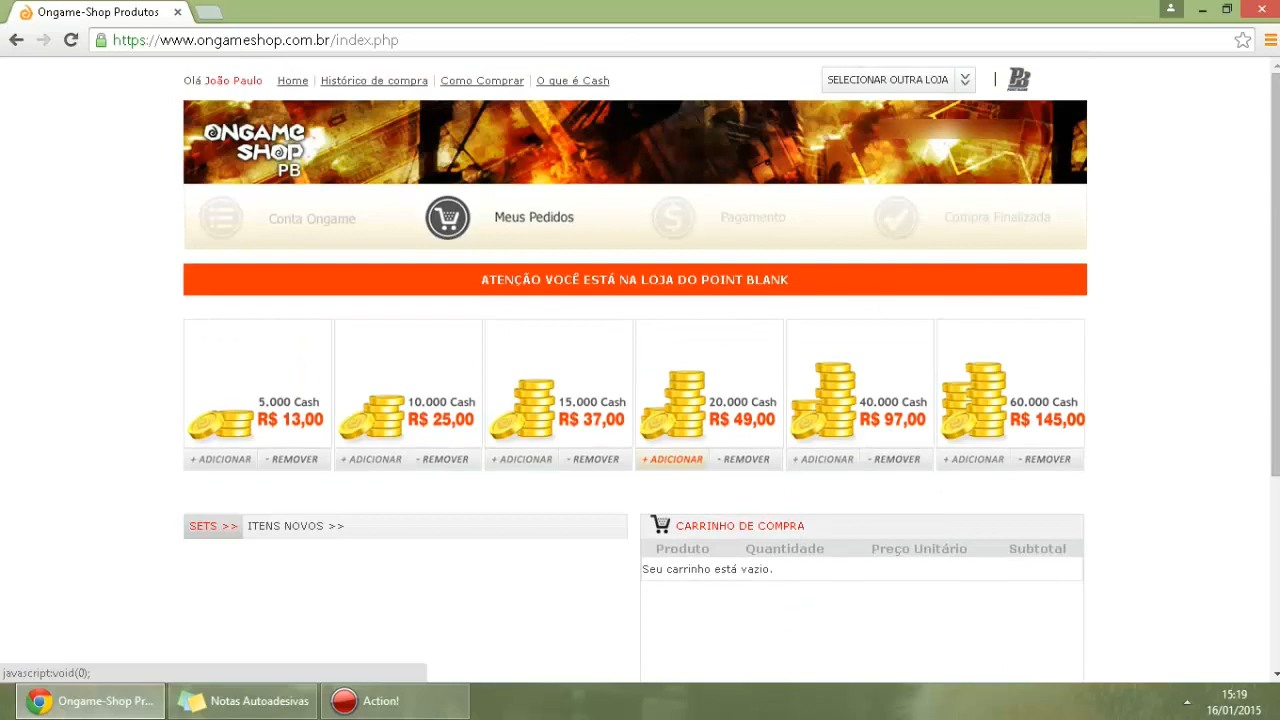 Ongame-Shop Produtos
https://www.ongameshop.com.br/index.php
Olá João Paulo Home | Histórico de compra | Como Comprar | O que é Cash SELECIONAR OUTRA LOJA | PB
ONGAME
SHOP
PB
Conta Ongame Meus Pedidos Pagamento Compra Finalizada
ATENÇÃO VOCÊ ESTÁ NA LOJA DO POINT BLANK
5.000 Cash 10.000 Cash 15.000 Cash 20.000 Cash 40.000 Cash 60.000 Cash
R$ 13,00 R$ 25,00 R$ 37,00 R$ 49,00 R$ 97,00 R$ 145,00
+ ADICIONAR - REMOVER + ADICIONAR - REMOVER + ADICIONAR - REMOVER + ADICIONAR - REMOVER + ADICIONAR - REMOVER + ADICIONAR - REMOVER
SETS >> ITENS NOVOS >> CARRINHO DE COMPRA
Produto Quantidade Preço Unitário Subtotal
Seu carrinho está vazio.
javascript:void(0);
Ongame-Shop Pr... Notas Autoadesivas Action! 15:19
16/01/2015